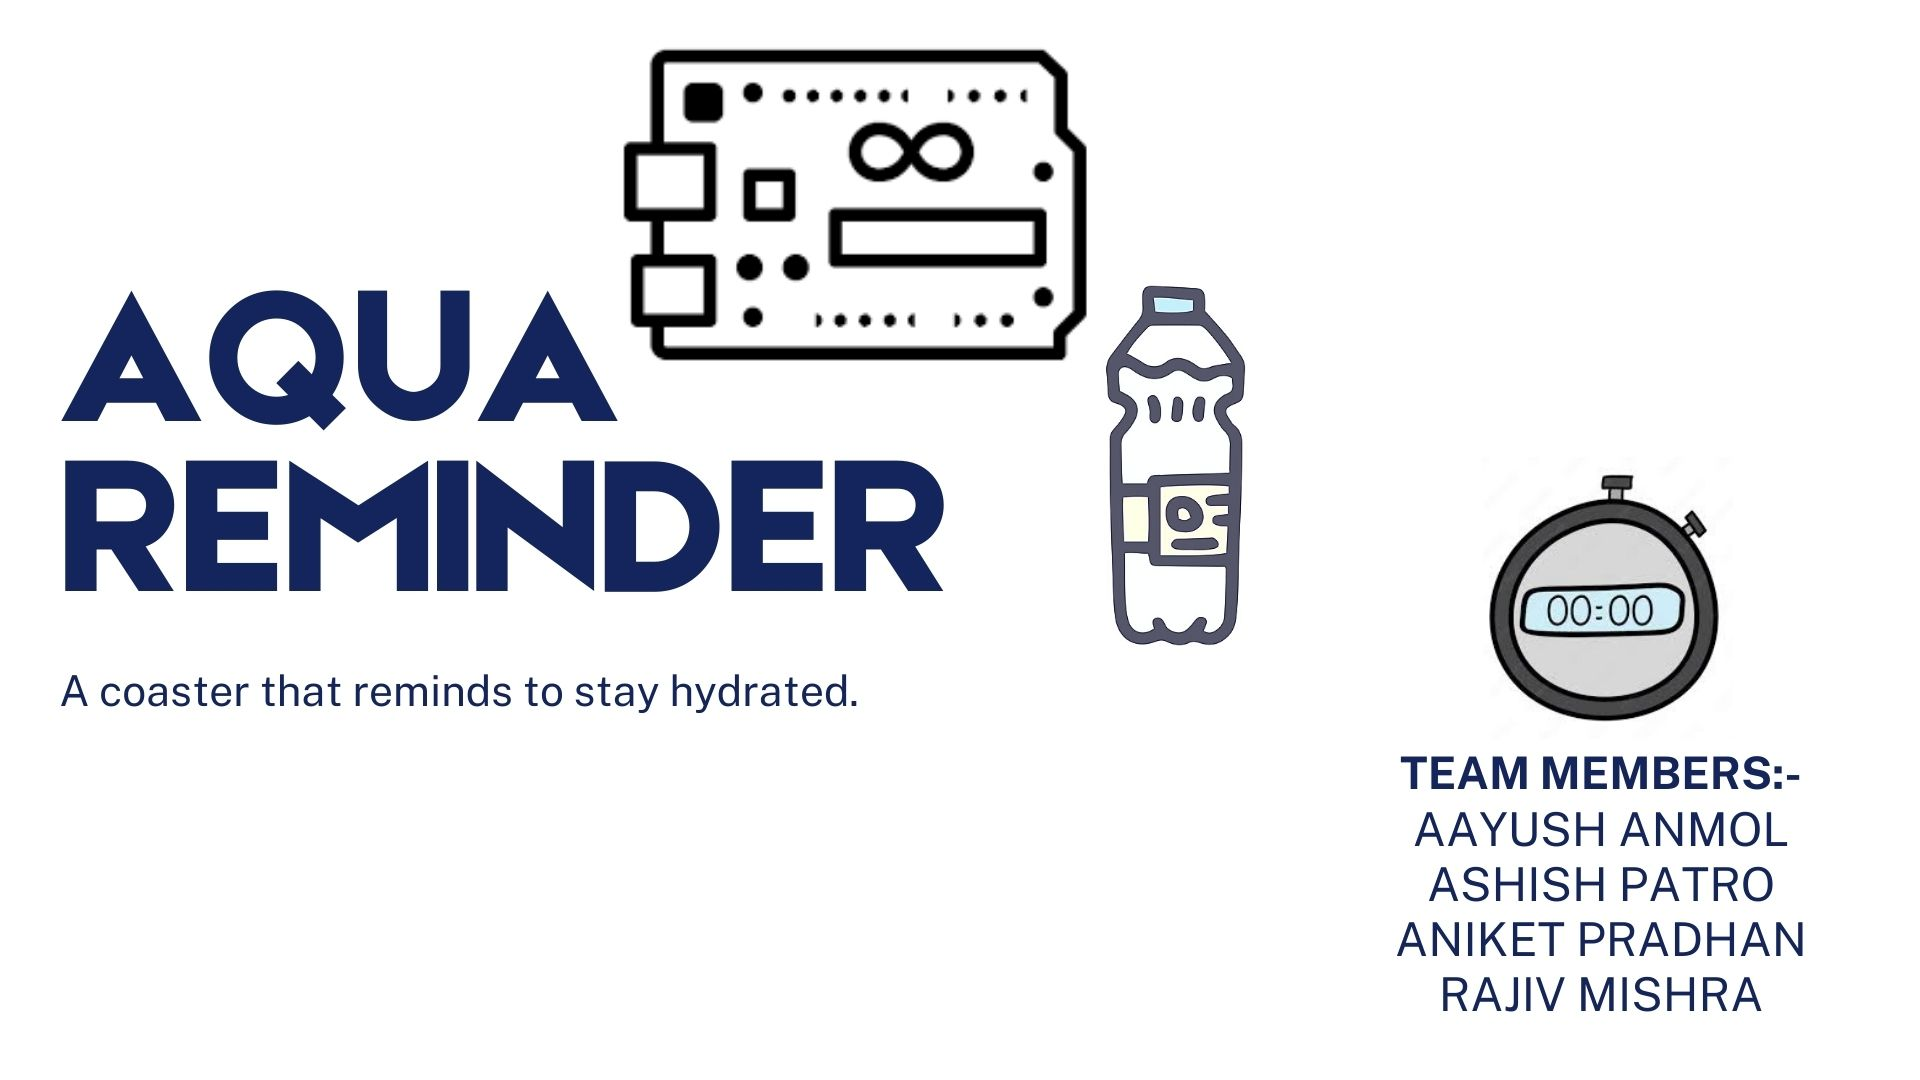 AQUA
REMINDER
A coaster that reminds to stay hydrated.
00:00
TEAM MEMBERS:-
AAYUSH ANMOL
ASHISH PATRO
ANIKET PRADHAN
RAJIV MISHRA